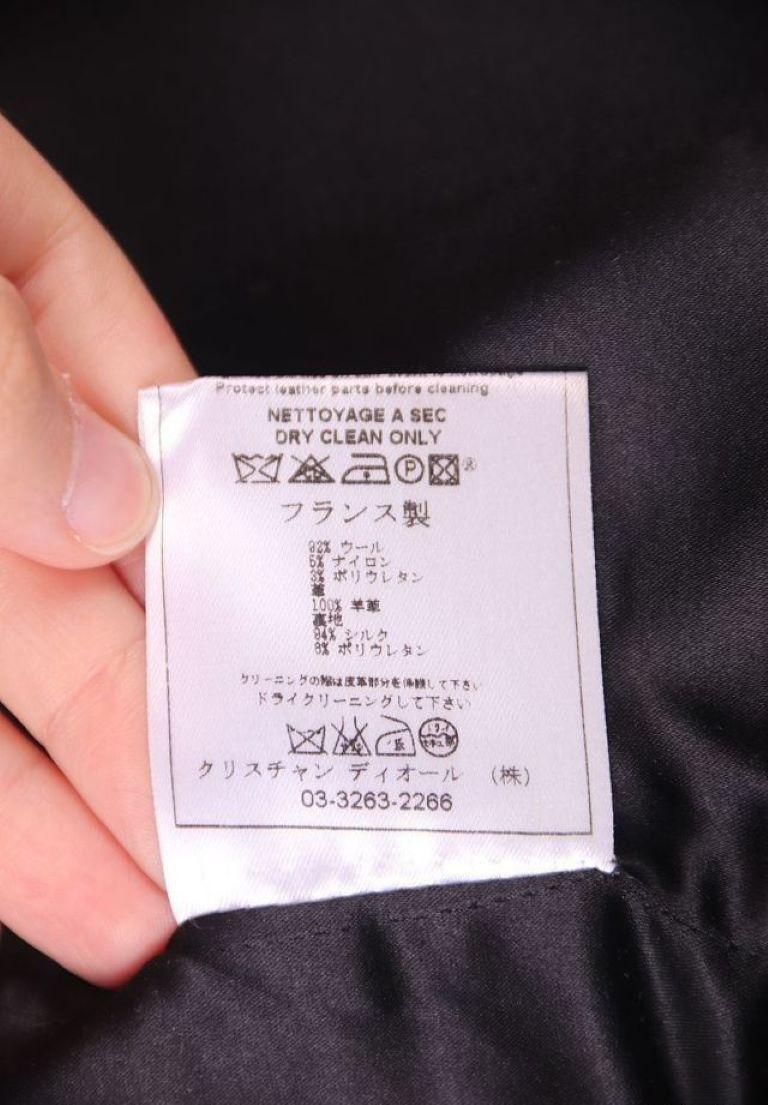 Protect leather parts before cleaning
NETTOYAGE A SEC
DRY CLEAN ONLY
P ®
フランス製
92% ウール
5% ナイロン
3% ポリウレタン
革
100% 羊革
裏地
94% シルク
6% ポリウレタン
クリーニングの際は皮革部分を保護して下さい
ドライクリーニングして下さい
クリスチャン ディオール (株)
03-3263-2266